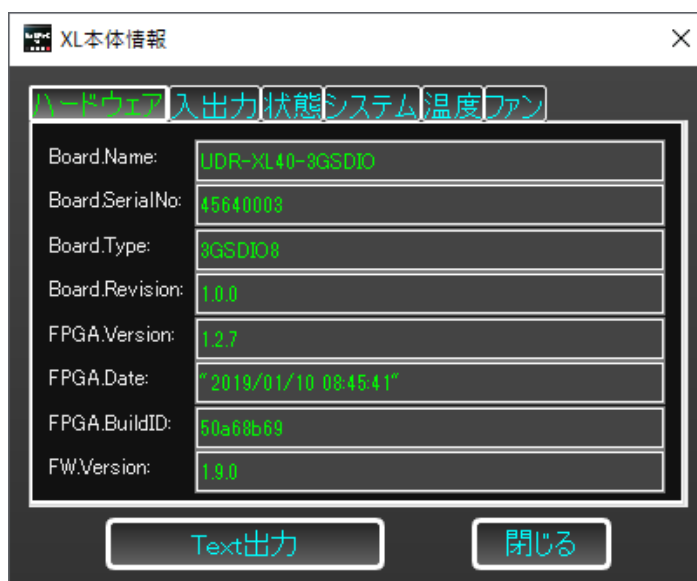 XL本体情報
ハードウェア 入出力 状態 システム 温度 ファン
Board.Name: UDR-XL40-3GSDIO
Board.SerialNo: 45640003
Board.Type: 3GSDIO8
Board.Revision: 1.0.0
FPGA.Version: 1.2.7
FPGA.Date: "2019/01/10 08:45:41"
FPGA.BuildID: 50a68b69
FW.Version: 1.9.0
Text出力 閉じる